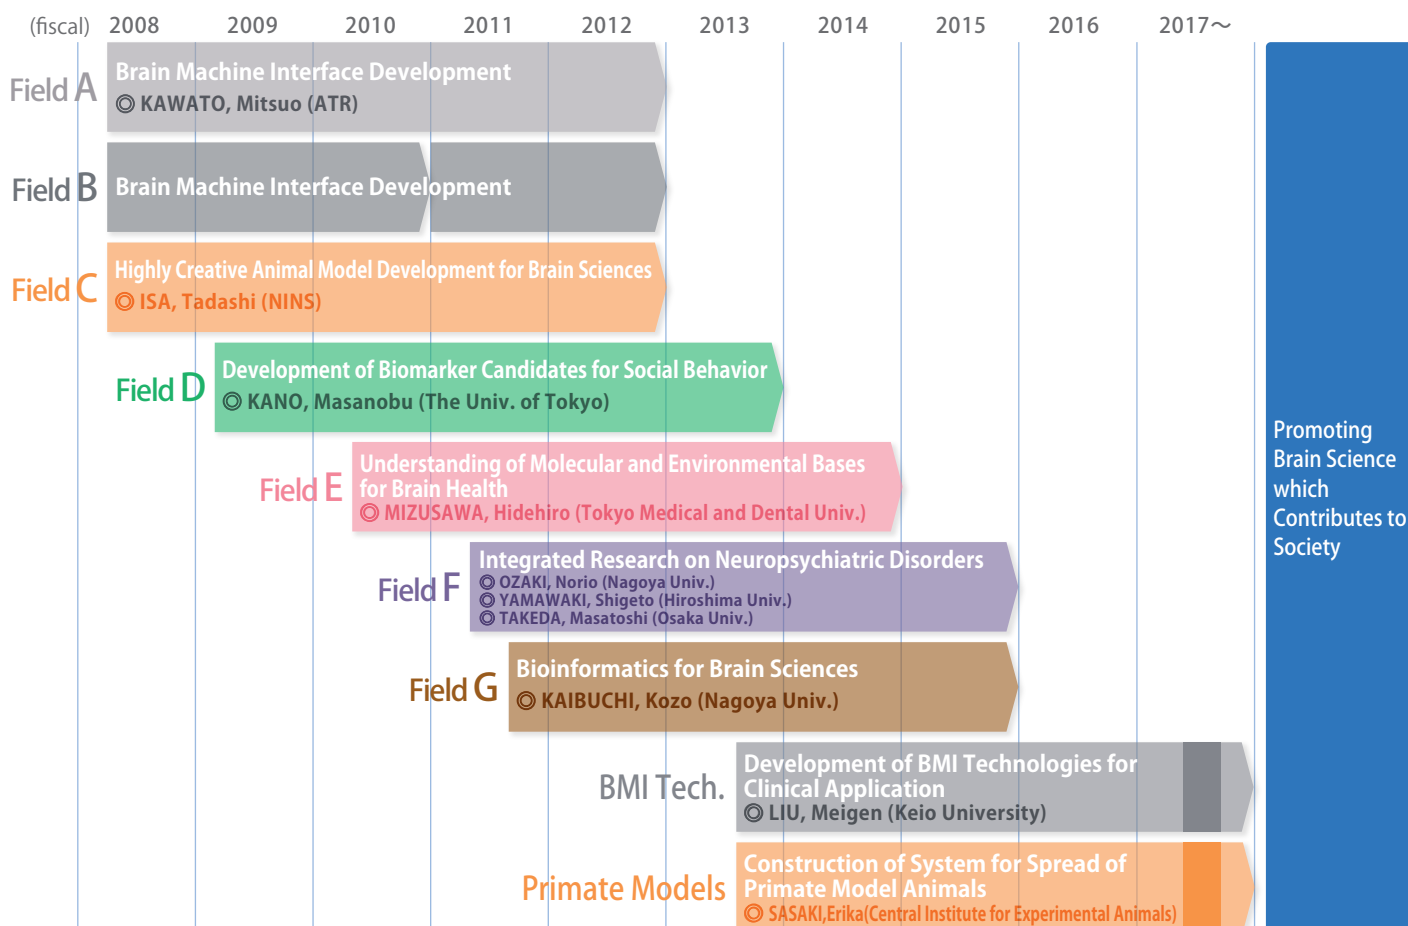 (fiscal) 2008 2009 2010 2011 2012 2013 2014 2015 2016 2017～
Field A
Brain Machine Interface Development
◎ KAWATO, Mitsuo (ATR)
Field B
Brain Machine Interface Development
Field C
Highly Creative Animal Model Development for Brain Sciences
◎ ISA, Tadashi (NINS)
Field D
Development of Biomarker Candidates for Social Behavior
◎ KANO, Masanobu (The Univ. of Tokyo)
Field E
Understanding of Molecular and Environmental Bases
for Brain Health
◎ MIZUSAWA, Hidehiro (Tokyo Medical and Dental Univ.)
Field F
Integrated Research on Neuropsychiatric Disorders
◎ OZAKI, Norio (Nagoya Univ.)
◎ YAMAWAKI, Shigeto (Hiroshima Univ.)
◎ TAKEDA, Masatoshi (Osaka Univ.)
Field G
Bioinformatics for Brain Sciences
◎ KAIBUCHI, Kozo (Nagoya Univ.)
BMI Tech.
Development of BMI Technologies for
Clinical Application
◎ LIU, Meigen (Keio University)
Primate Models
Construction of System for Spread of
Primate Model Animals
◎ SASAKI,Erika(Central Institute for Experimental Animals)
Promoting
Brain Science
which
Contributes to
Society